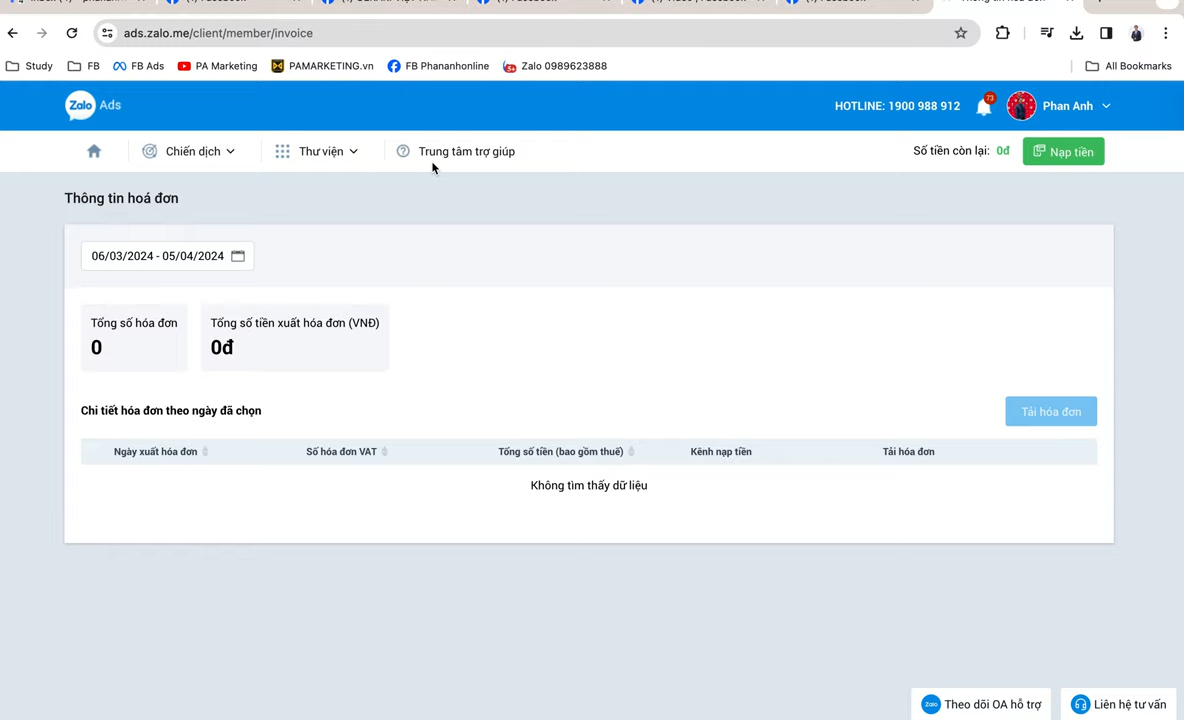 ads.zalo.me/client/member/invoice
Study FB FB Ads PA Marketing PAMARKETING.vn FB Phananhonline Zalo 0989623888 All Bookmarks
Zalo Ads HOTLINE: 1900 988 912 73 Phan Anh
Chiến dịch Thư viện Trung tâm trợ giúp Số tiền còn lại: 0đ Nạp tiền
Thông tin hoá đơn
06/03/2024 - 05/04/2024
Tổng số hóa đơn Tổng số tiền xuất hóa đơn (VNĐ)
0 0đ
Chi tiết hóa đơn theo ngày đã chọn Tải hóa đơn
Ngày xuất hóa đơn Số hóa đơn VAT Tổng số tiền (bao gồm thuế) Kênh nạp tiền Tải hóa đơn
Không tìm thấy dữ liệu
Zalo Theo dõi OA hỗ trợ Liên hệ tư vấn